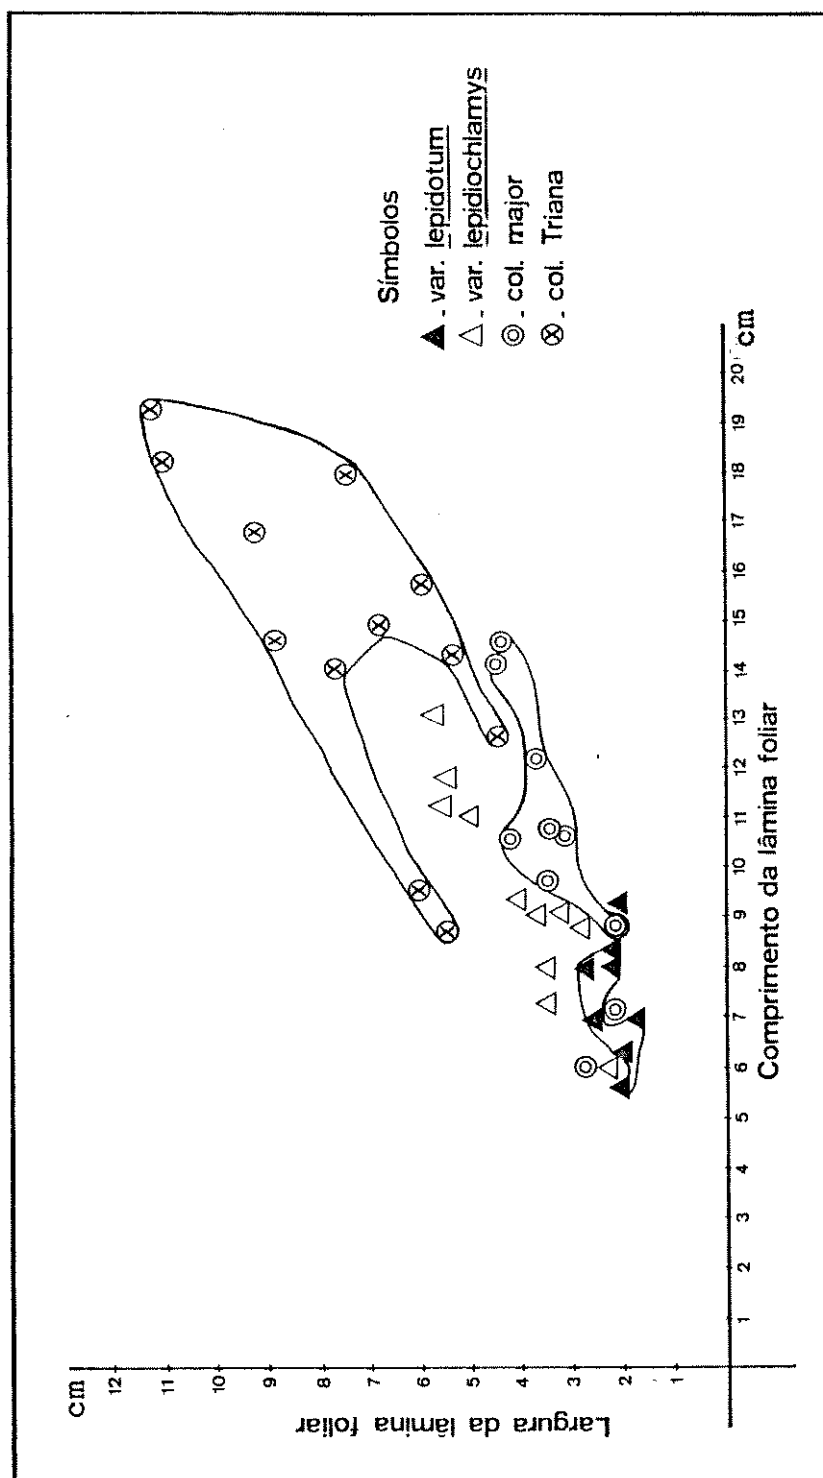 cm
12
11
10
9
8
7
6
5
4
3
2
1
Largura da lâmina foliar
1 2 3 4 5 6 7 8 9 10 11 12 13 14 15 16 17 18 19 20 cm
Comprimento da lâmina foliar
Símbolos
▲ - var. lepidotum
△ - var. lepidiochlamys
◎ - col. major
⊗ - col. Triana